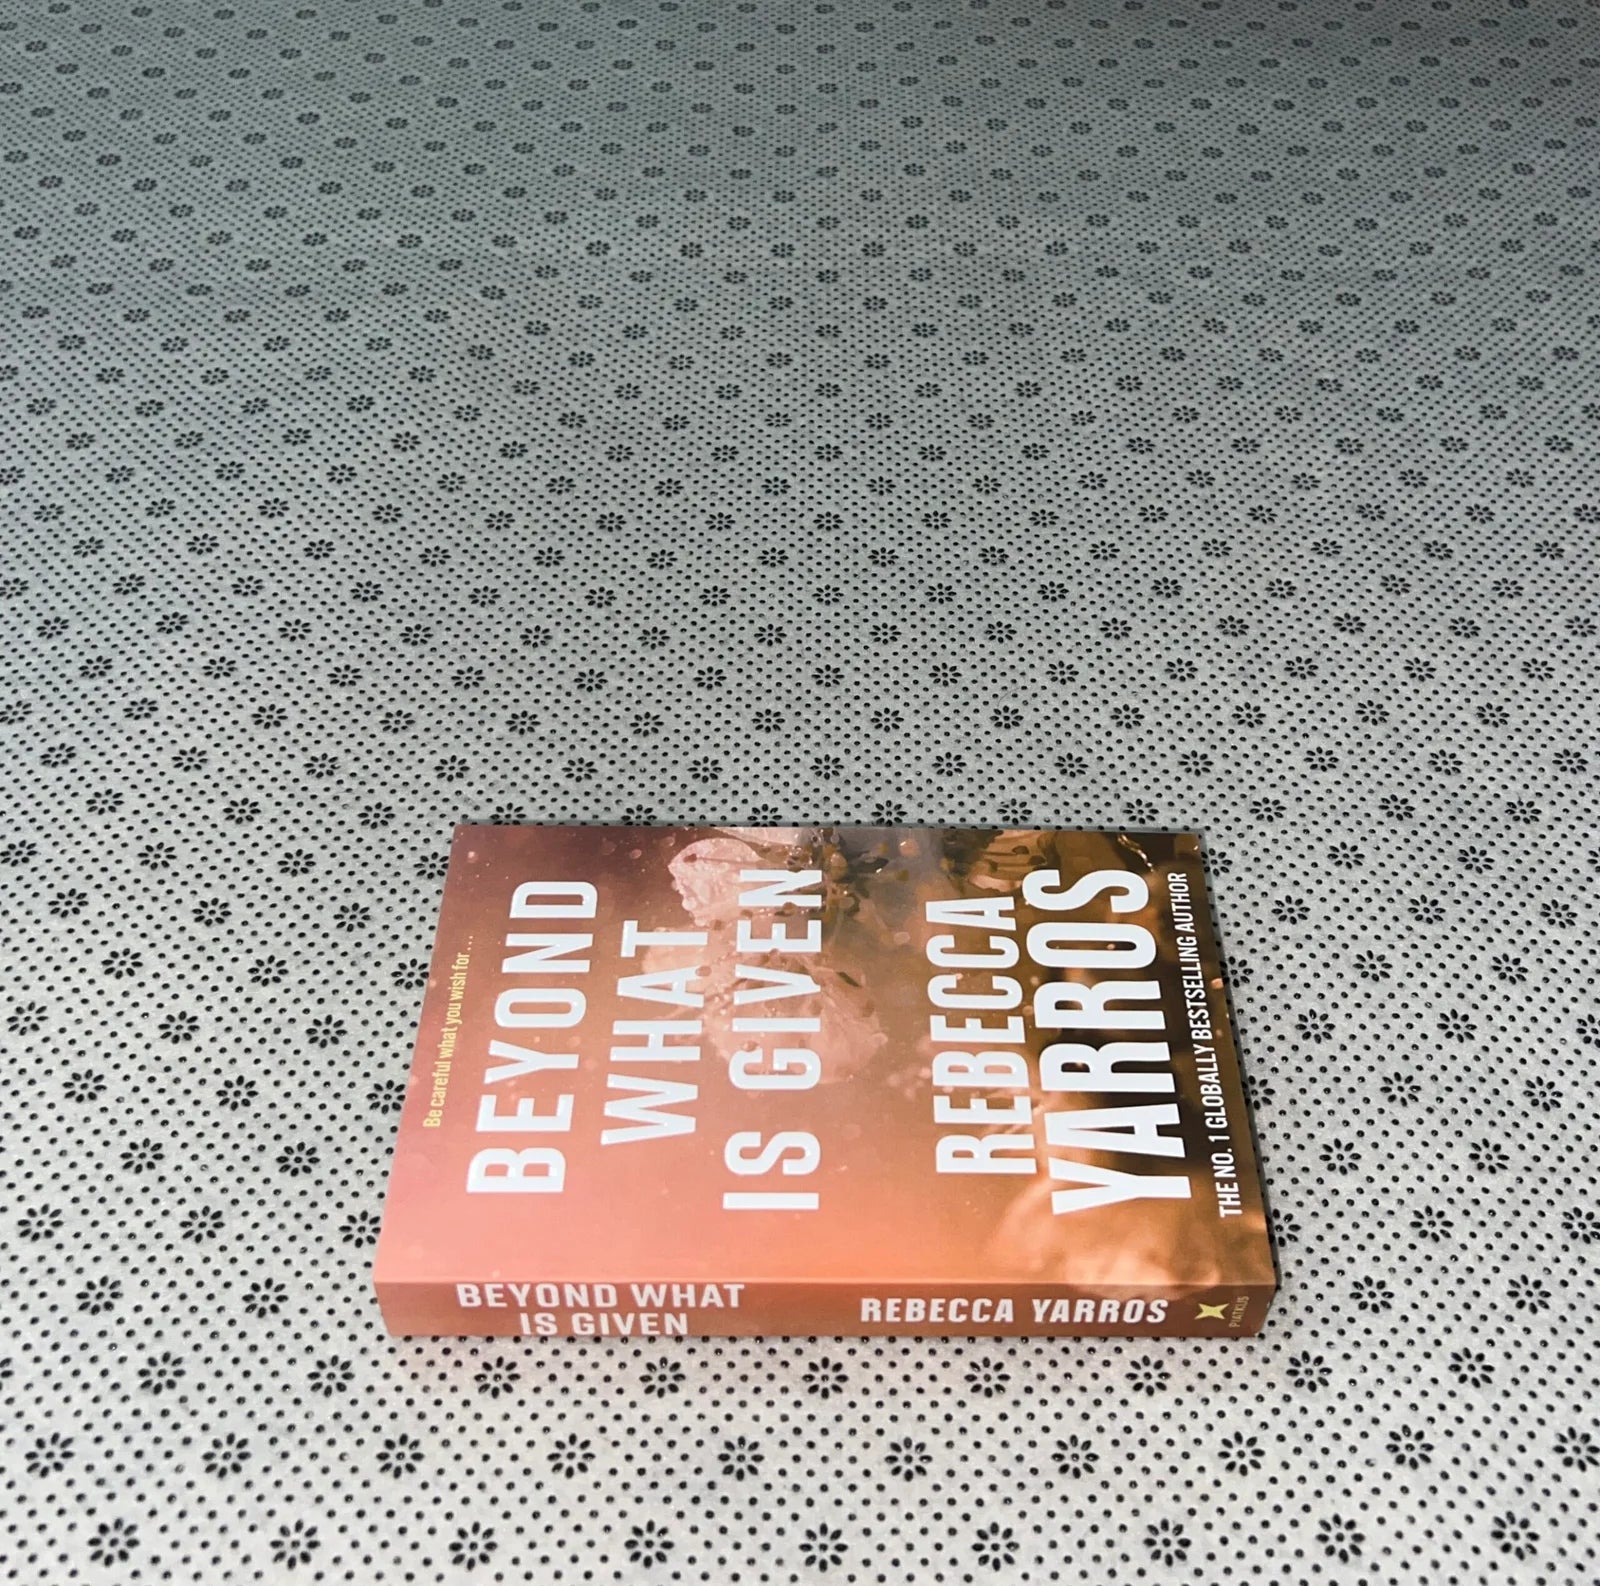 Be careful what you wish for...
BEYOND
WHAT
IS GIVEN
REBECCA
YARROS
THE NO. 1 GLOBALLY BESTSELLING AUTHOR
BEYOND WHAT
IS GIVEN
REBECCA YARROS
PIATKUS